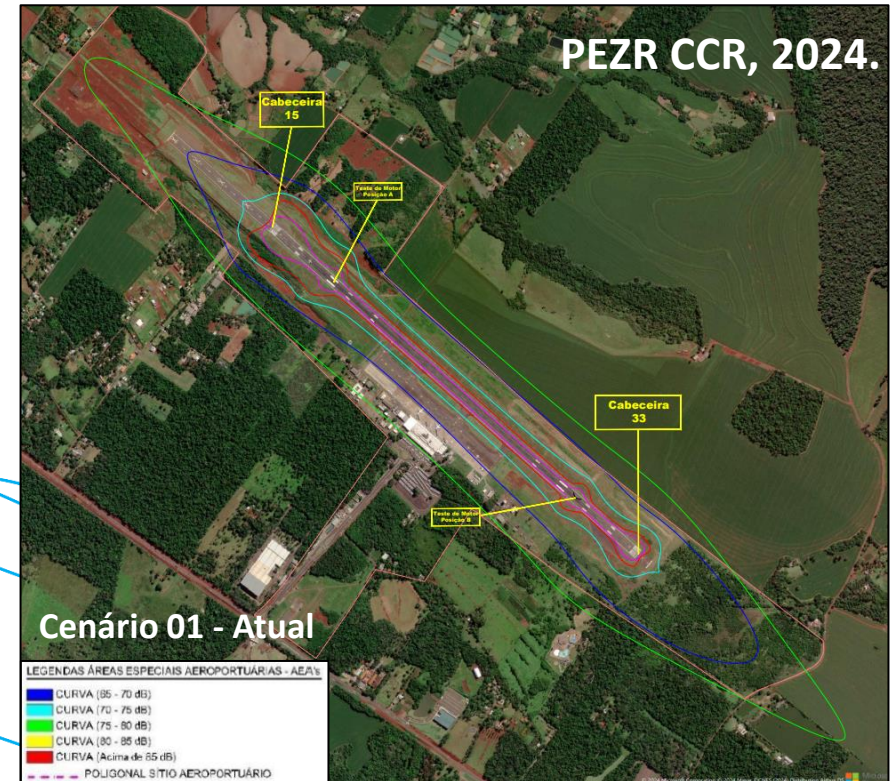 PEZR CCR, 2024.
Cabeceira
15
Teste de Motor
Posição A
Cabeceira
33
Teste de Motor
Posição B
Cenário 01 - Atual
LEGENDAS ÁREAS ESPECIAIS AEROPORTUÁRIAS - AEA's
CURVA (65 - 70 dB)
CURVA (70 - 75 dB)
CURVA (75 - 80 dB)
CURVA (80 - 85 dB)
CURVA (Acima de 85 dB)
POLIGONAL SÍTIO AEROPORTUÁRIO